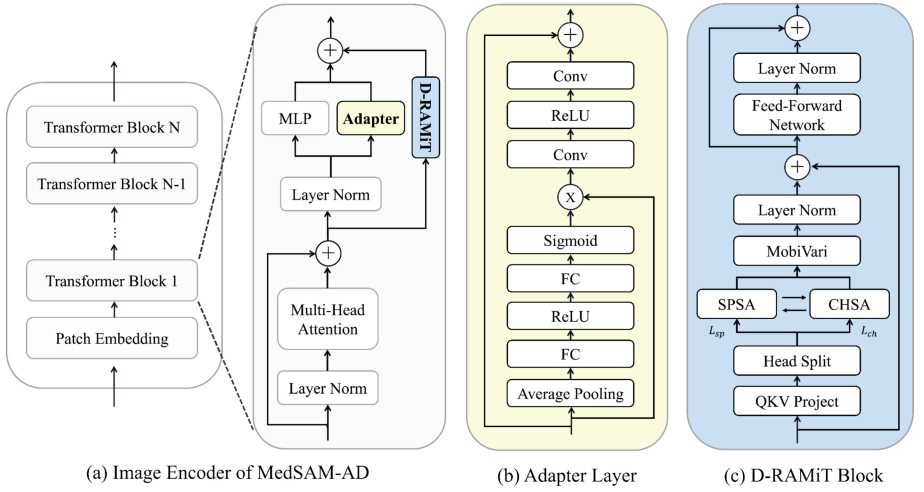 Transformer Block N
Transformer Block N-1
...
Transformer Block 1
Patch Embedding
+
MLP
Adapter
D-RAMiT
Layer Norm
+
Multi-Head
Attention
Layer Norm
(a) Image Encoder of MedSAM-AD
+
Conv
ReLU
Conv
X
Sigmoid
FC
ReLU
FC
Average Pooling
(b) Adapter Layer
+
Layer Norm
Feed-Forward
Network
+
Layer Norm
MobiVari
SPSA
CHSA
L_sp
L_ch
Head Split
QKV Project
(c) D-RAMiT Block